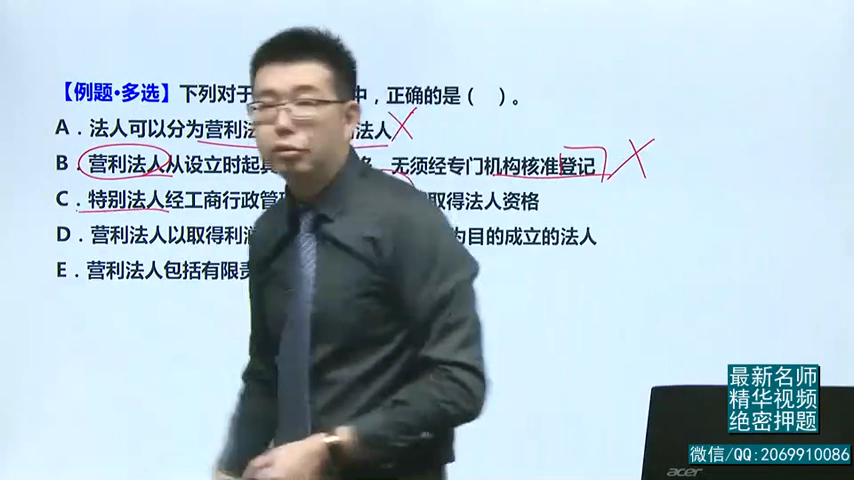 【例题·多选】下列对于 中，正确的是（ ）。
A．法人可以分为营利法 法人
B．营利法人从设立时起具 无须经专门机构核准登记
C．特别法人经工商行政管 取得法人资格
D．营利法人以取得利润 为目的成立的法人
E．营利法人包括有限责
最新名师
精华视频
绝密押题
微信/QQ:2069910086
acer